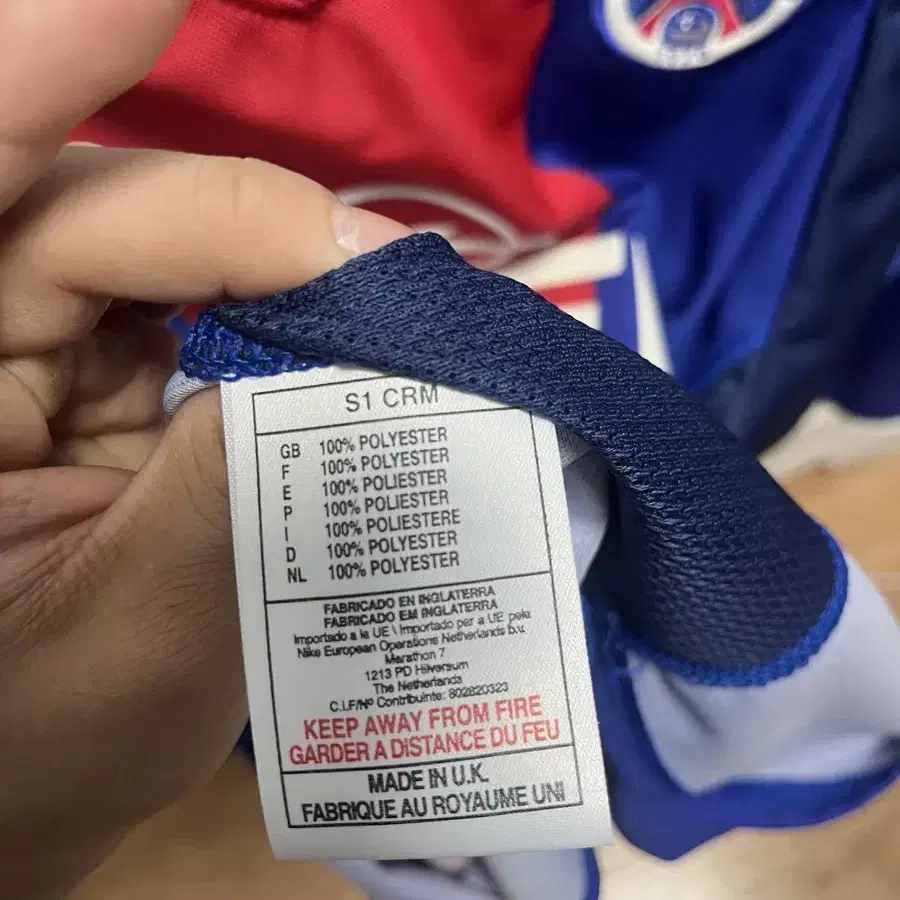 S1 CRM
GB 100% POLYESTER
F 100% POLYESTER
E 100% POLIESTER
P 100% POLIESTER
I 100% POLIESTERE
D 100% POLYESTER
NL 100% POLYESTER
FABRICADO EN INGLATERRA
FABRICADO EM INGLATERRA
Importado a la UE \ Importado per a UE pela
Nike European Operations Netherlands b.v.
Marathon 7
1213 PD Hilversum
The Netherlands
C.I.F/Nº Contribuinte: 802820323
KEEP AWAY FROM FIRE
GARDER A DISTANCE DU FEU
MADE IN U.K.
FABRIQUE AU ROYAUME UNI